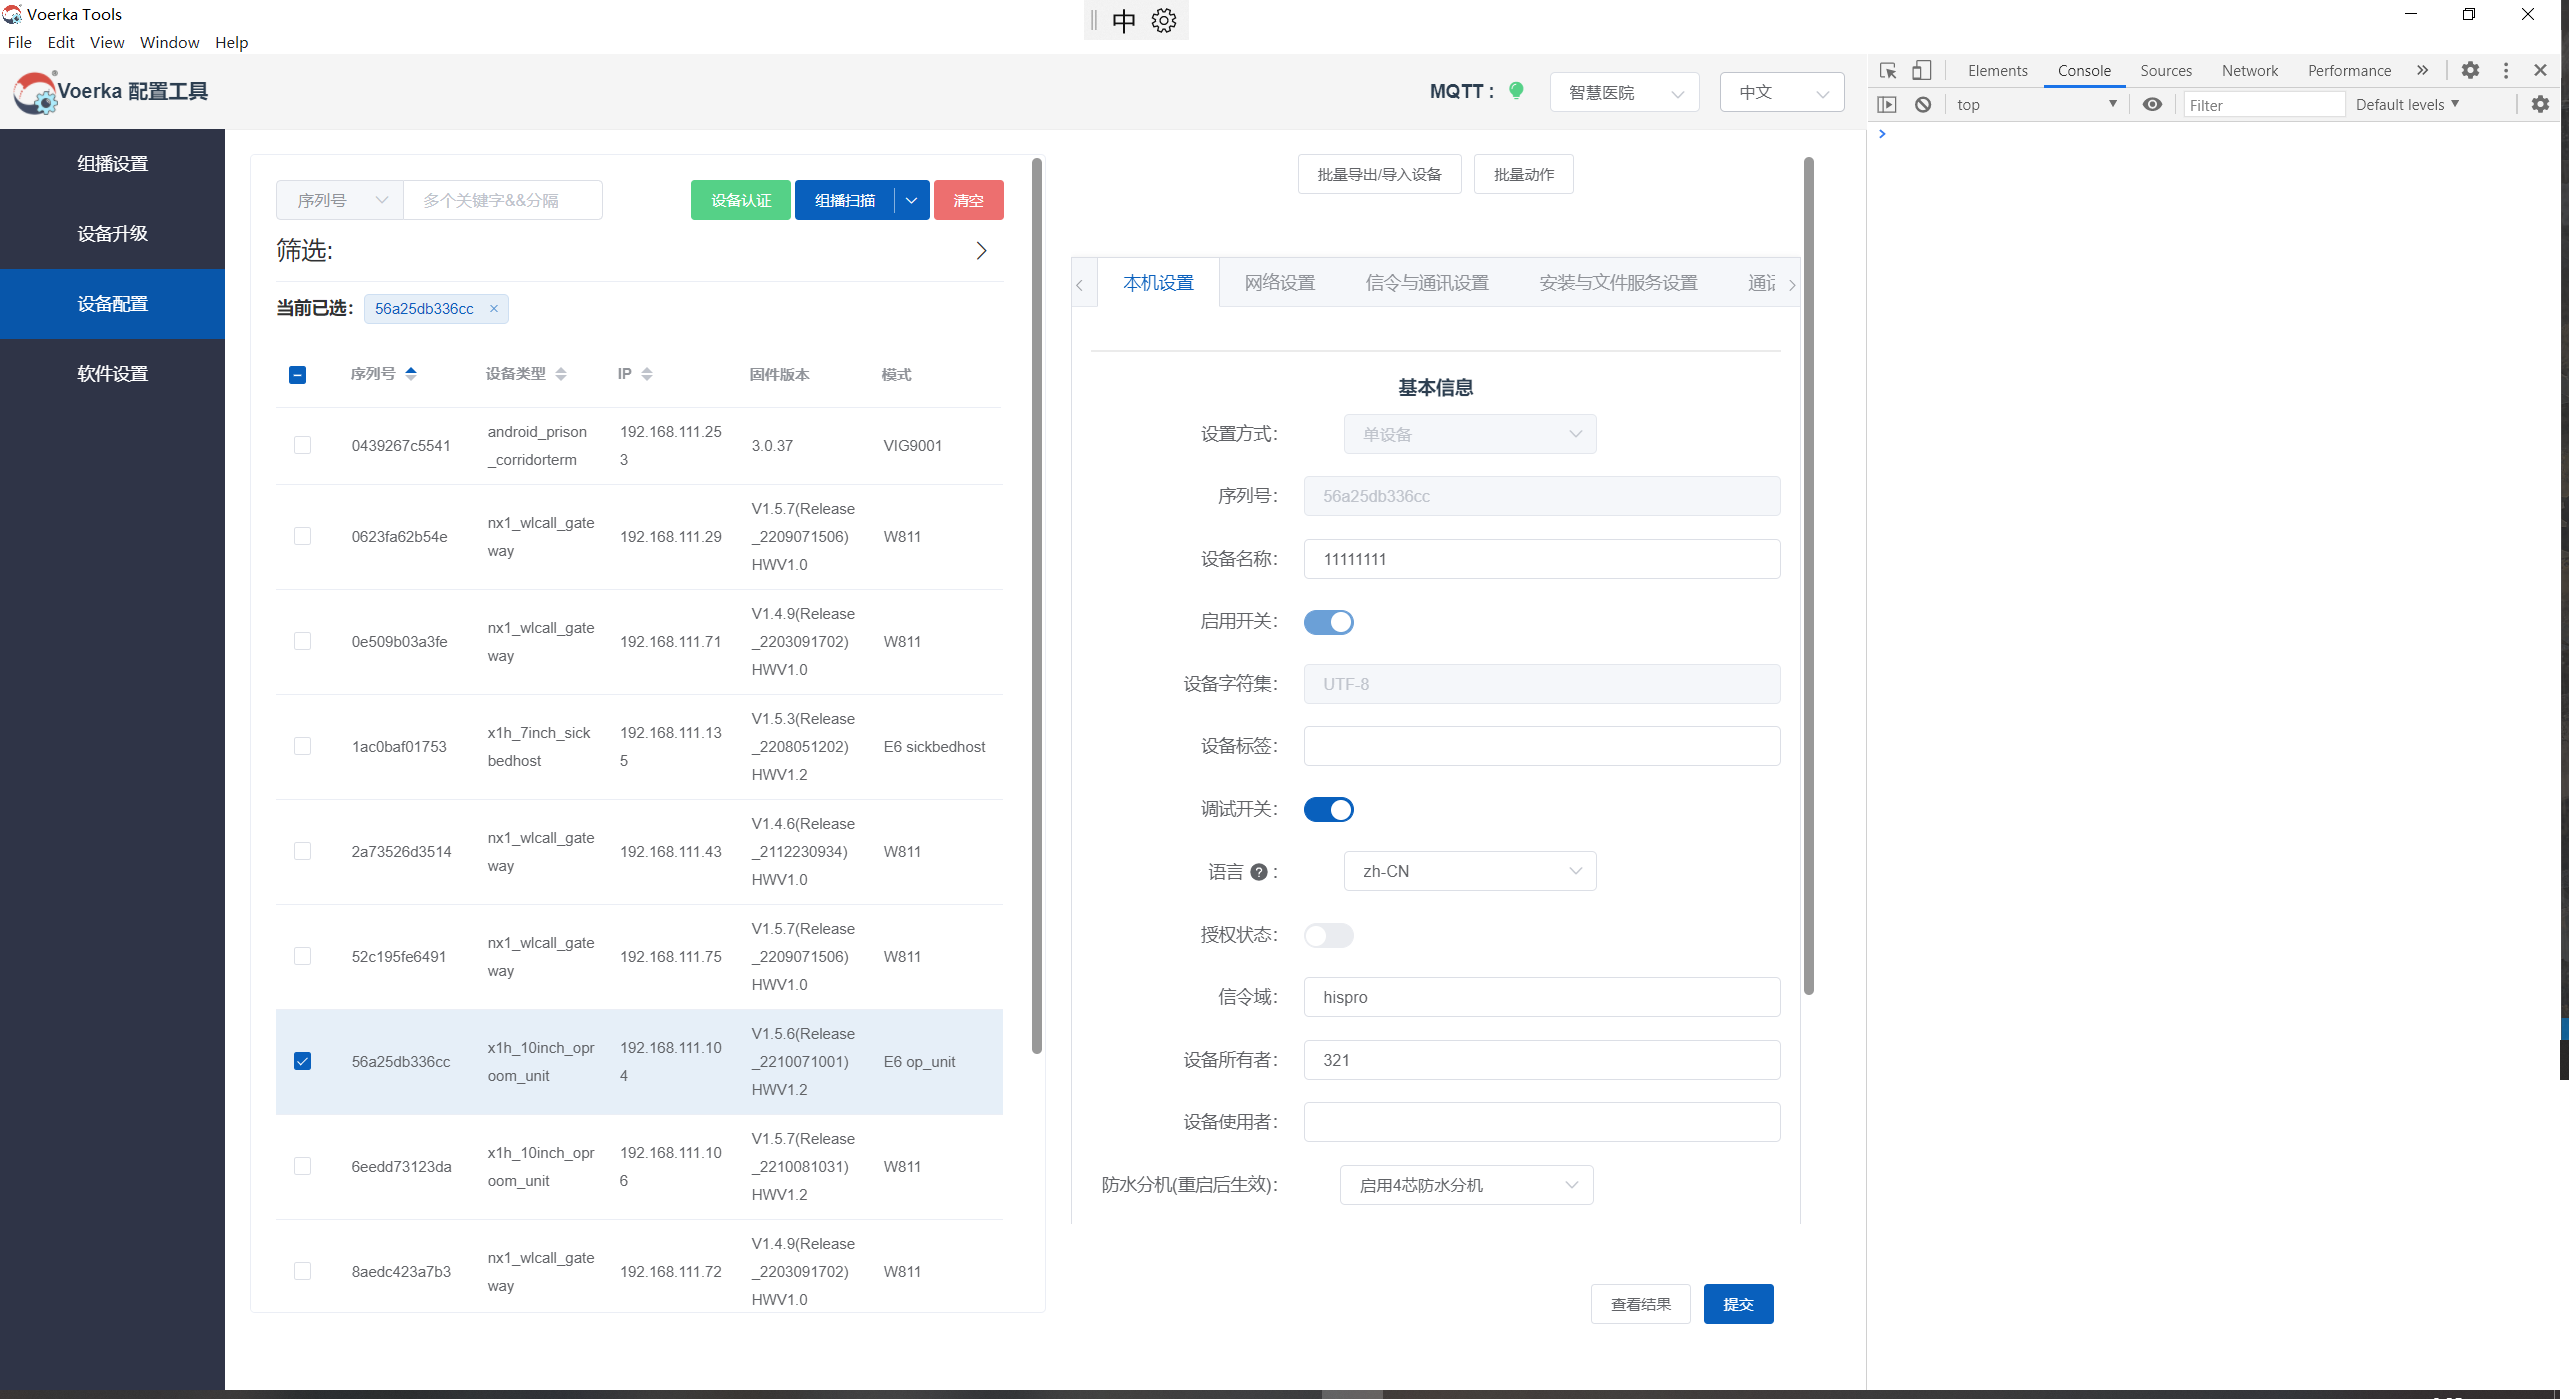 Voerka Tools
中
File Edit View Window Help
Voerka 配置工具
MQTT :
智慧医院
中文
Elements Console Sources Network Performance
top
Filter
Default levels
组播设置
设备升级
设备配置
软件设置
序列号
多个关键字&&分隔
设备认证
组播扫描
清空
筛选:
当前已选:
56a25db336cc ×
序列号 设备类型 IP 固件版本 模式
0439267c5541 android_prison_corridorterm 192.168.111.253 3.0.37 VIG9001
0623fa62b54e nx1_wlcall_gateway 192.168.111.29 V1.5.7(Release_2209071506) HWV1.0 W811
0e509b03a3fe nx1_wlcall_gateway 192.168.111.71 V1.4.9(Release_2203091702) HWV1.0 W811
1ac0baf01753 x1h_7inch_sickbedhost 192.168.111.135 V1.5.3(Release_2208051202) HWV1.2 E6 sickbedhost
2a73526d3514 nx1_wlcall_gateway 192.168.111.43 V1.4.6(Release_2112230934) HWV1.0 W811
52c195fe6491 nx1_wlcall_gateway 192.168.111.75 V1.5.7(Release_2209071506) HWV1.0 W811
56a25db336cc x1h_10inch_oproom_unit 192.168.111.104 V1.5.6(Release_2210071001) HWV1.2 E6 op_unit
6eedd73123da x1h_10inch_oproom_unit 192.168.111.106 V1.5.7(Release_2210081031) HWV1.2 W811
8aedc423a7b3 nx1_wlcall_gateway 192.168.111.72 V1.4.9(Release_2203091702) HWV1.0 W811
批量导出/导入设备
批量动作
本机设置 网络设置 信令与通讯设置 安装与文件服务设置
基本信息
设置方式: 单设备
序列号: 56a25db336cc
设备名称: 11111111
启用开关:
设备字符集: UTF-8
设备标签:
调试开关:
语言 ? : zh-CN
授权状态:
信令域: hispro
设备所有者: 321
设备使用者:
防水分机(重启后生效): 启用4芯防水分机
查看结果
提交